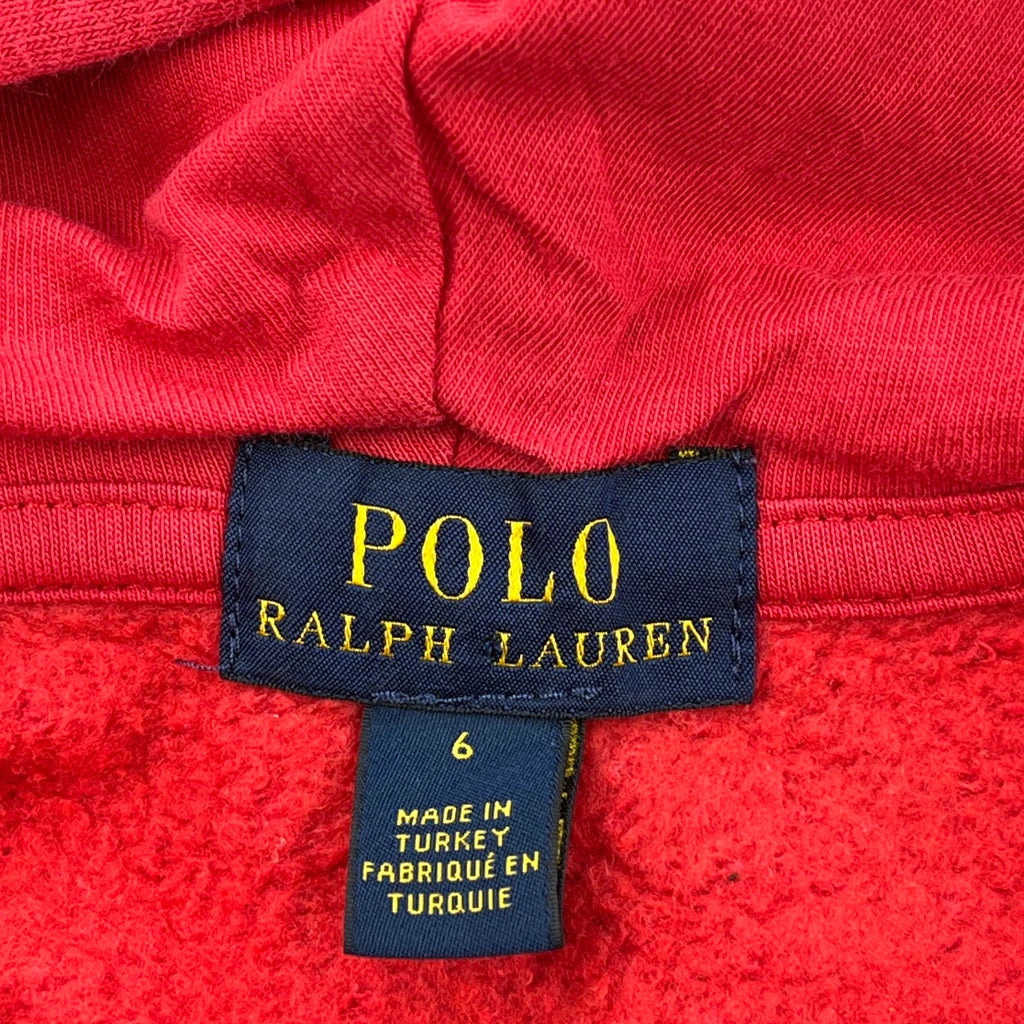 POLO
RALPH LAUREN
6
MADE IN
TURKEY
FABRIQUÉ EN
TURQUIE